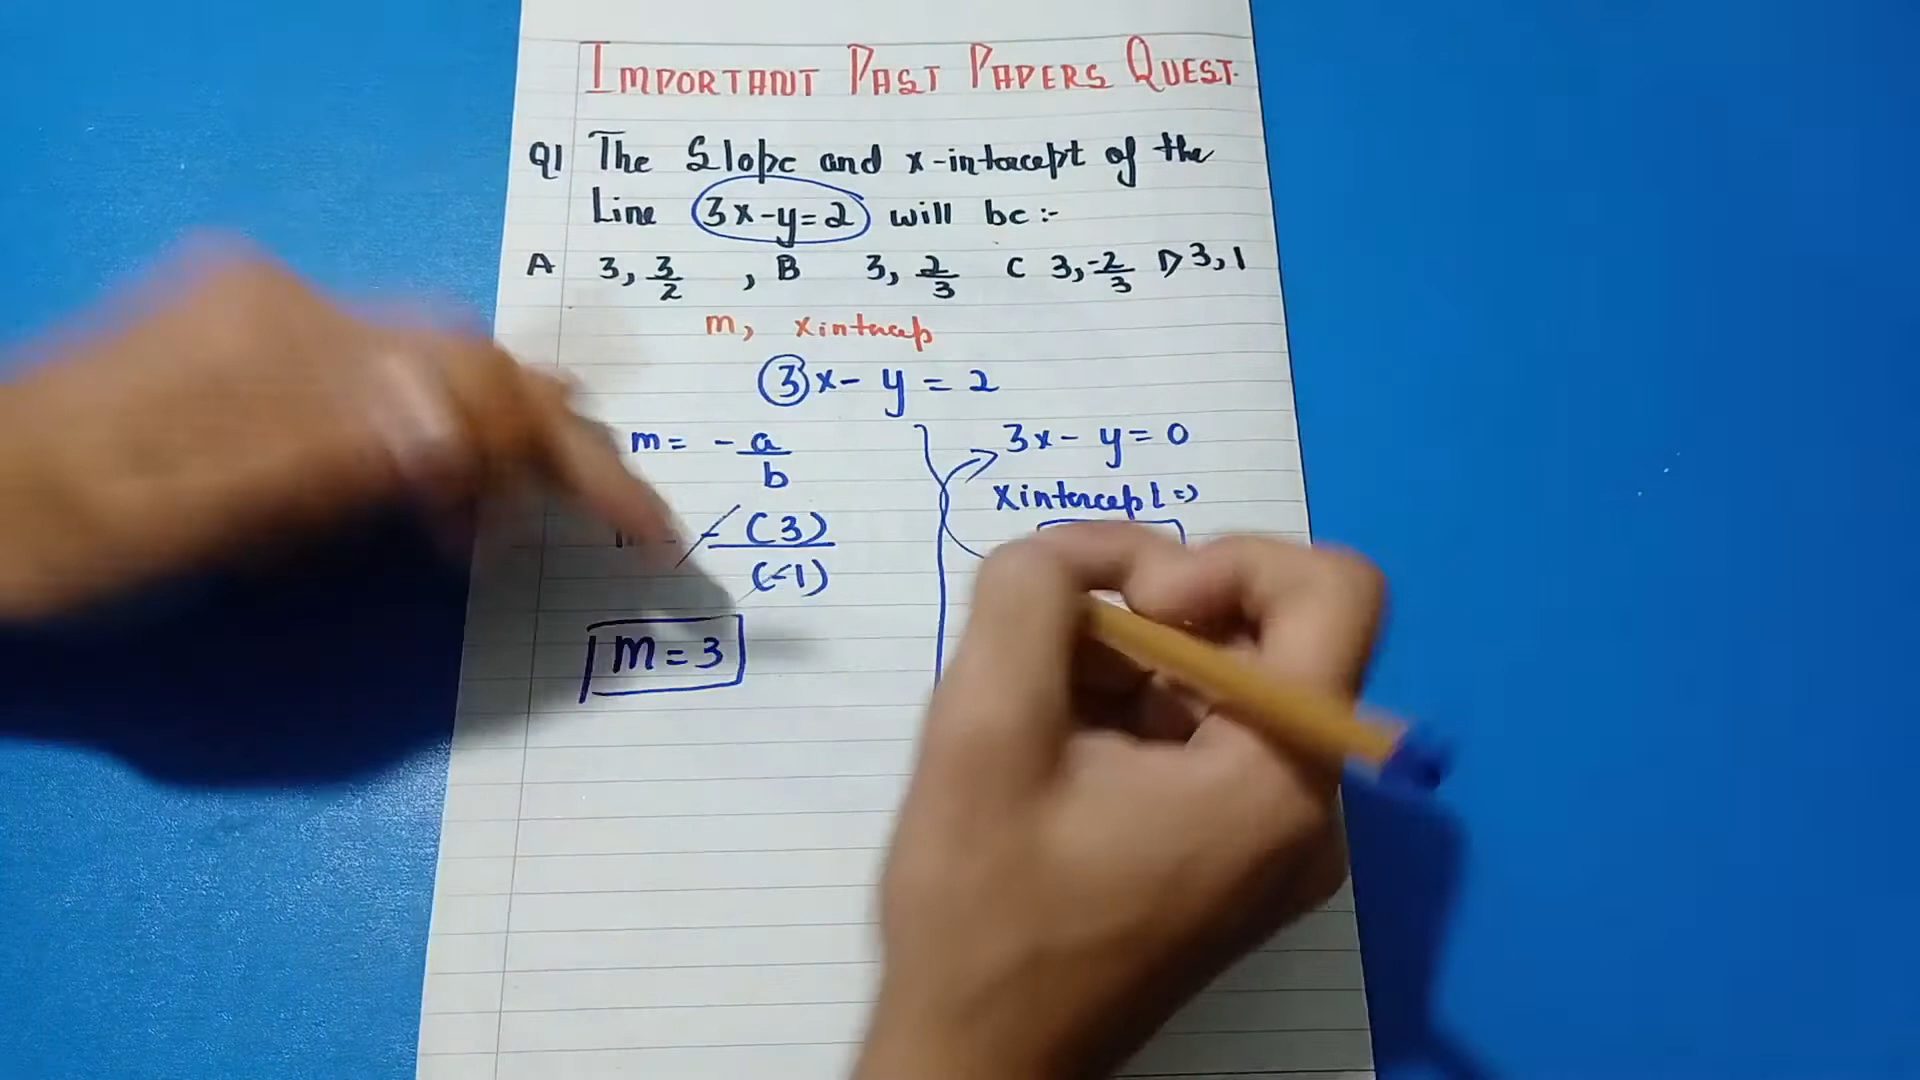 IMPORTANT PAST PAPERS QUEST.
Q1 The Slope and x-intercept of the
Line 3x-y=2 will be:-
A 3, 3/2 , B 3, 2/3 C 3, -2/3 D 3, 1
m, xintercep
3x - y = 2
m = - a/b
- (3)/(-1)
m = 3
3x - y = 0
xintercept =>